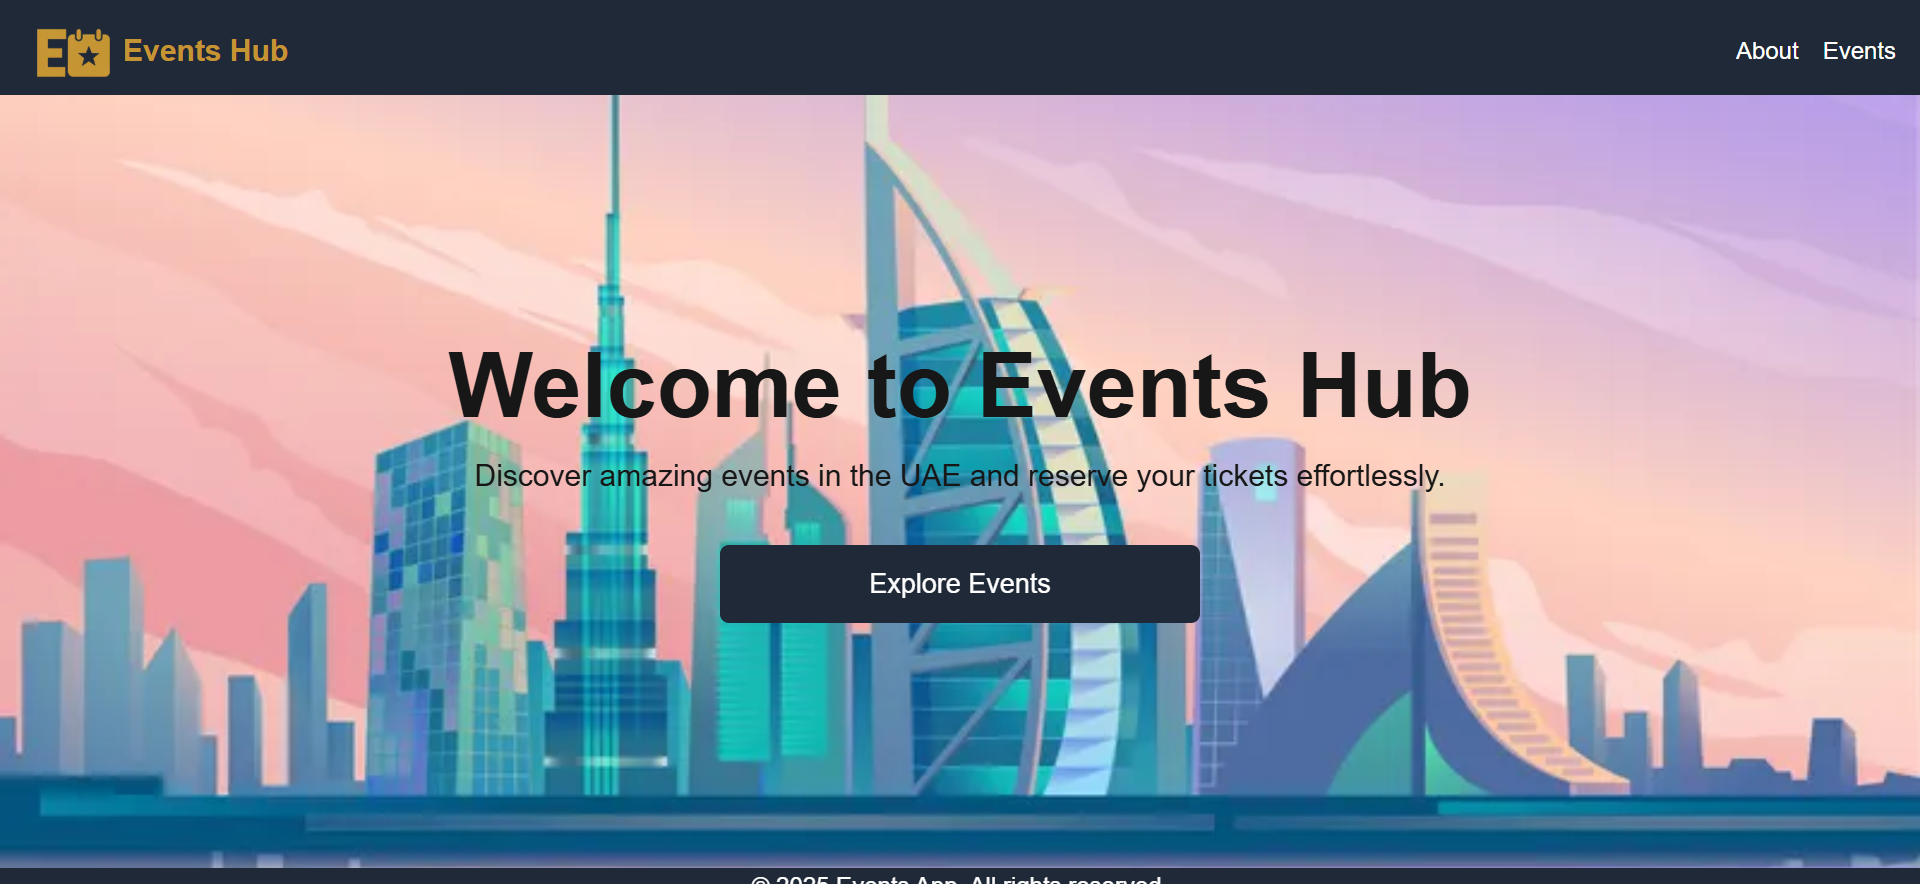 Events Hub
About Events
Welcome to Events Hub
Discover amazing events in the UAE and reserve your tickets effortlessly.
Explore Events
© 2025 Events App. All rights reserved.